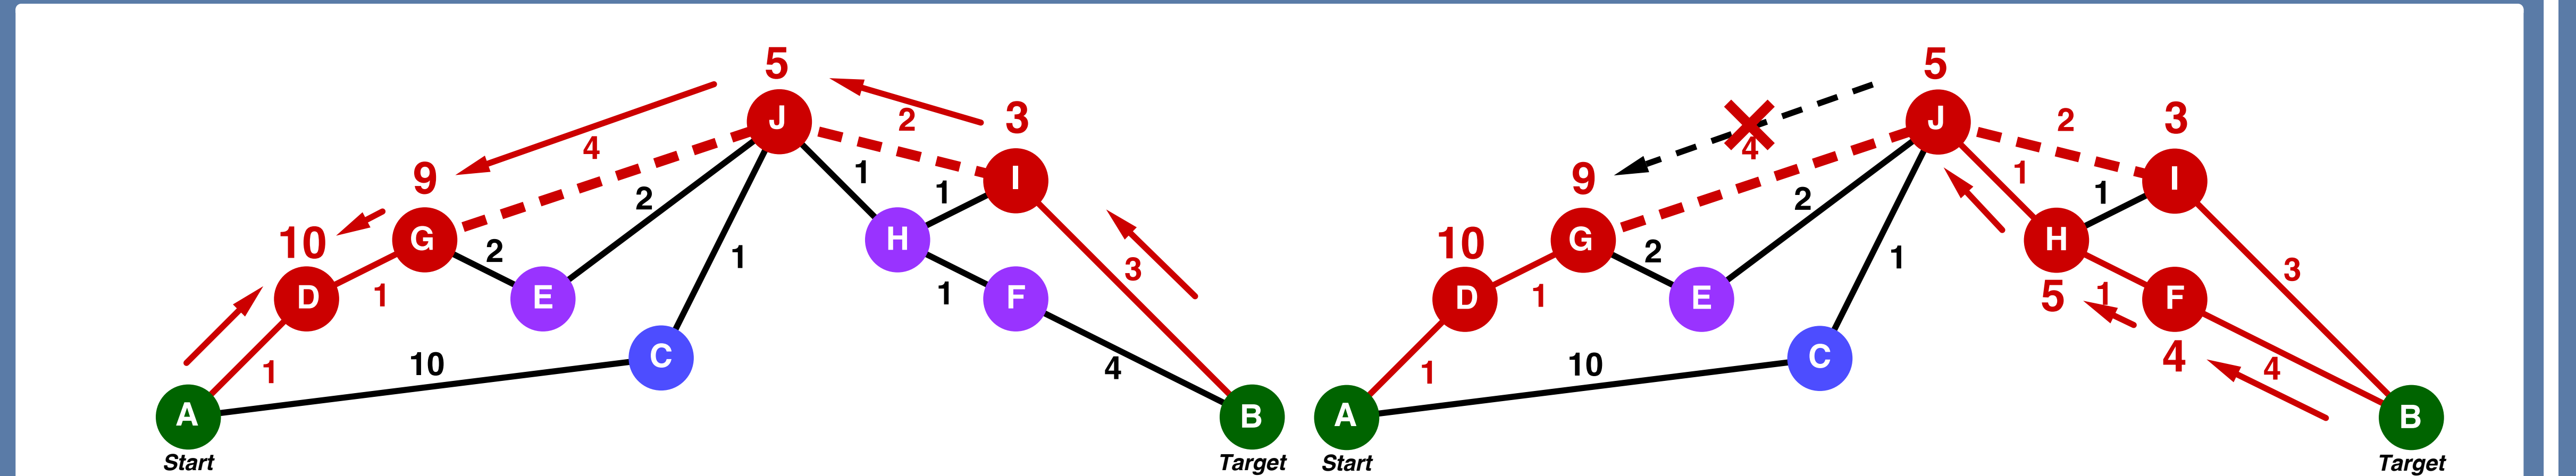 5 5
2 3 2 3
J J
4 4
I I
9 1 1 9 1 1
2 2
10 G H 10 G H
2 2
1 1
3 3
D E F D E 5 1 F
1 1 1
C C
10 10 4
1 4 1 4
A B A B
Start Target Start Target